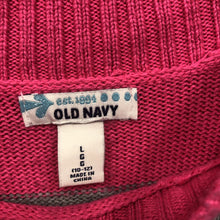 est. 1994
OLD NAVY
L
G
G
(10-12)
MADE IN
CHINA